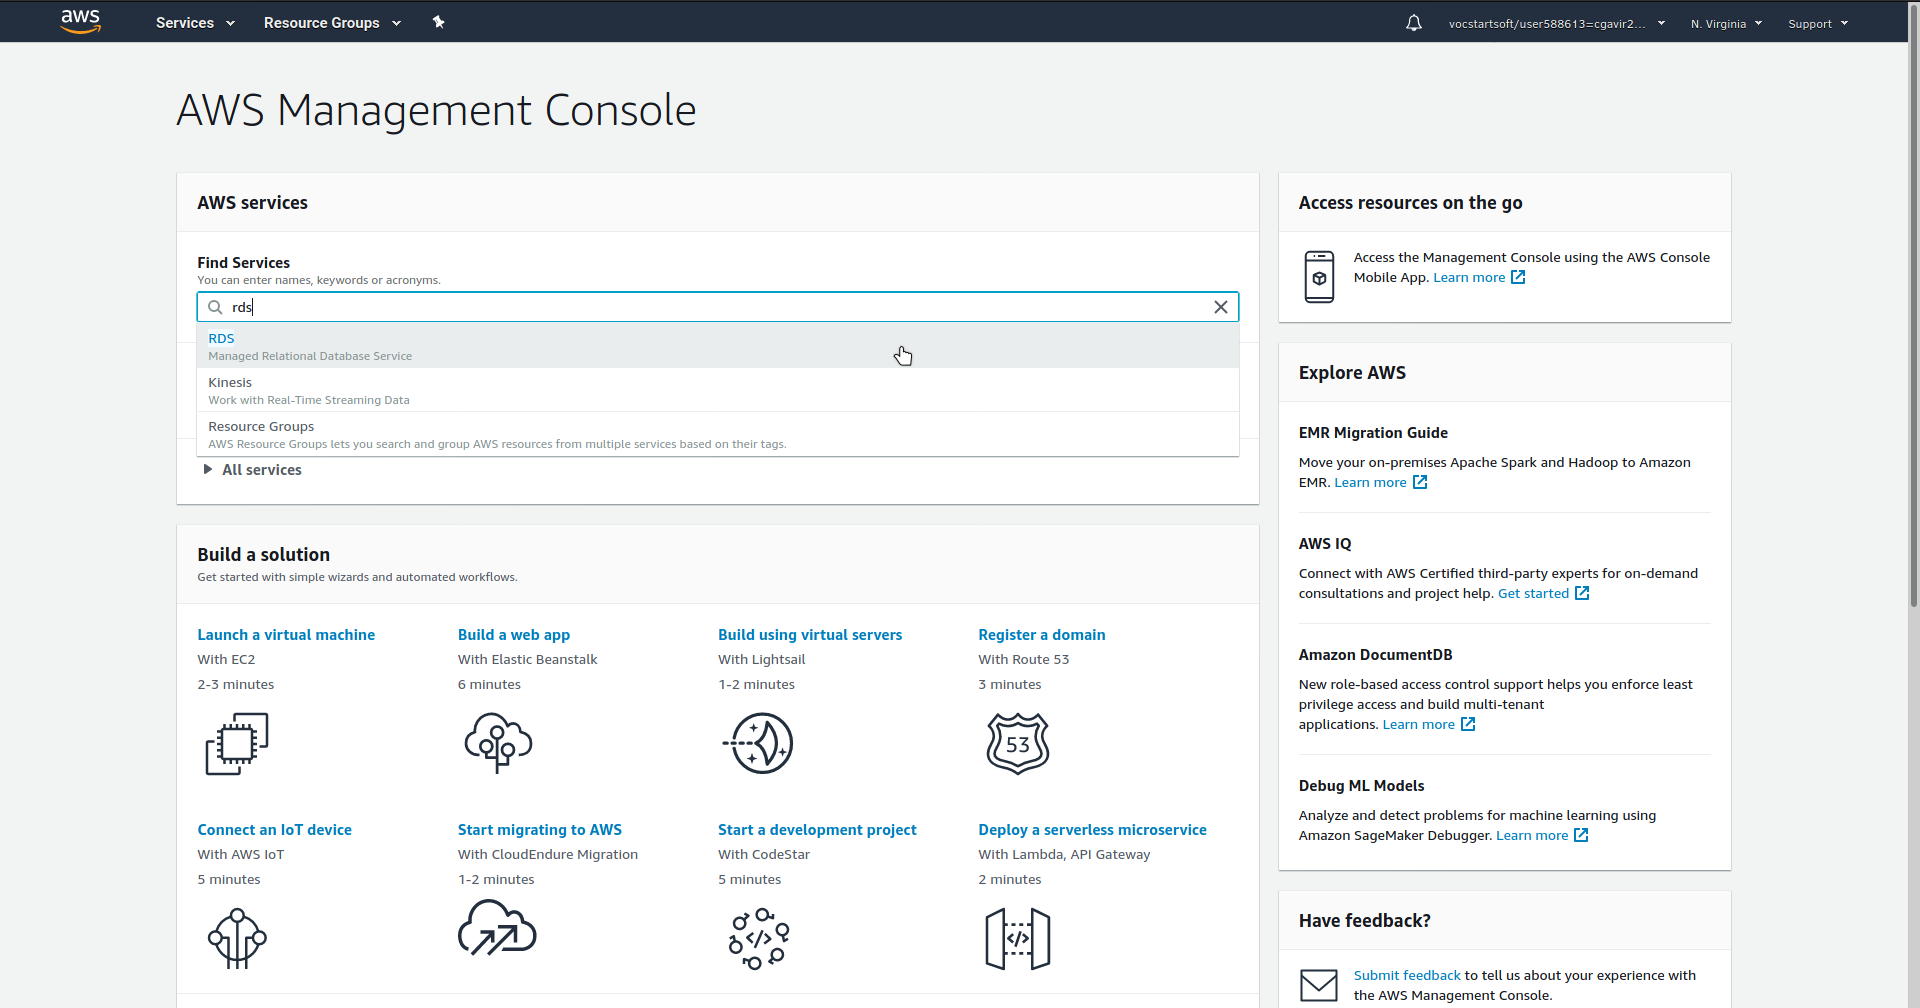 aws
Services
Resource Groups
vocstartsoft/user588613=cgavir2...
N. Virginia
Support
AWS Management Console
AWS services
Find Services
You can enter names, keywords or acronyms.
rds
RDS
Managed Relational Database Service
Kinesis
Work with Real-Time Streaming Data
Resource Groups
AWS Resource Groups lets you search and group AWS resources from multiple services based on their tags.
All services
Build a solution
Get started with simple wizards and automated workflows.
Launch a virtual machine
With EC2
2-3 minutes
Build a web app
With Elastic Beanstalk
6 minutes
Build using virtual servers
With Lightsail
1-2 minutes
Register a domain
With Route 53
3 minutes
53
Connect an IoT device
With AWS IoT
5 minutes
Start migrating to AWS
With CloudEndure Migration
1-2 minutes
Start a development project
With CodeStar
5 minutes
</>
Deploy a serverless microservice
With Lambda, API Gateway
2 minutes
</>
Access resources on the go
Access the Management Console using the AWS Console
Mobile App. Learn more
Explore AWS
EMR Migration Guide
Move your on-premises Apache Spark and Hadoop to Amazon
EMR. Learn more
AWS IQ
Connect with AWS Certified third-party experts for on-demand
consultations and project help. Get started
Amazon DocumentDB
New role-based access control support helps you enforce least
privilege access and build multi-tenant
applications. Learn more
Debug ML Models
Analyze and detect problems for machine learning using
Amazon SageMaker Debugger. Learn more
Have feedback?
Submit feedback to tell us about your experience with
the AWS Management Console.